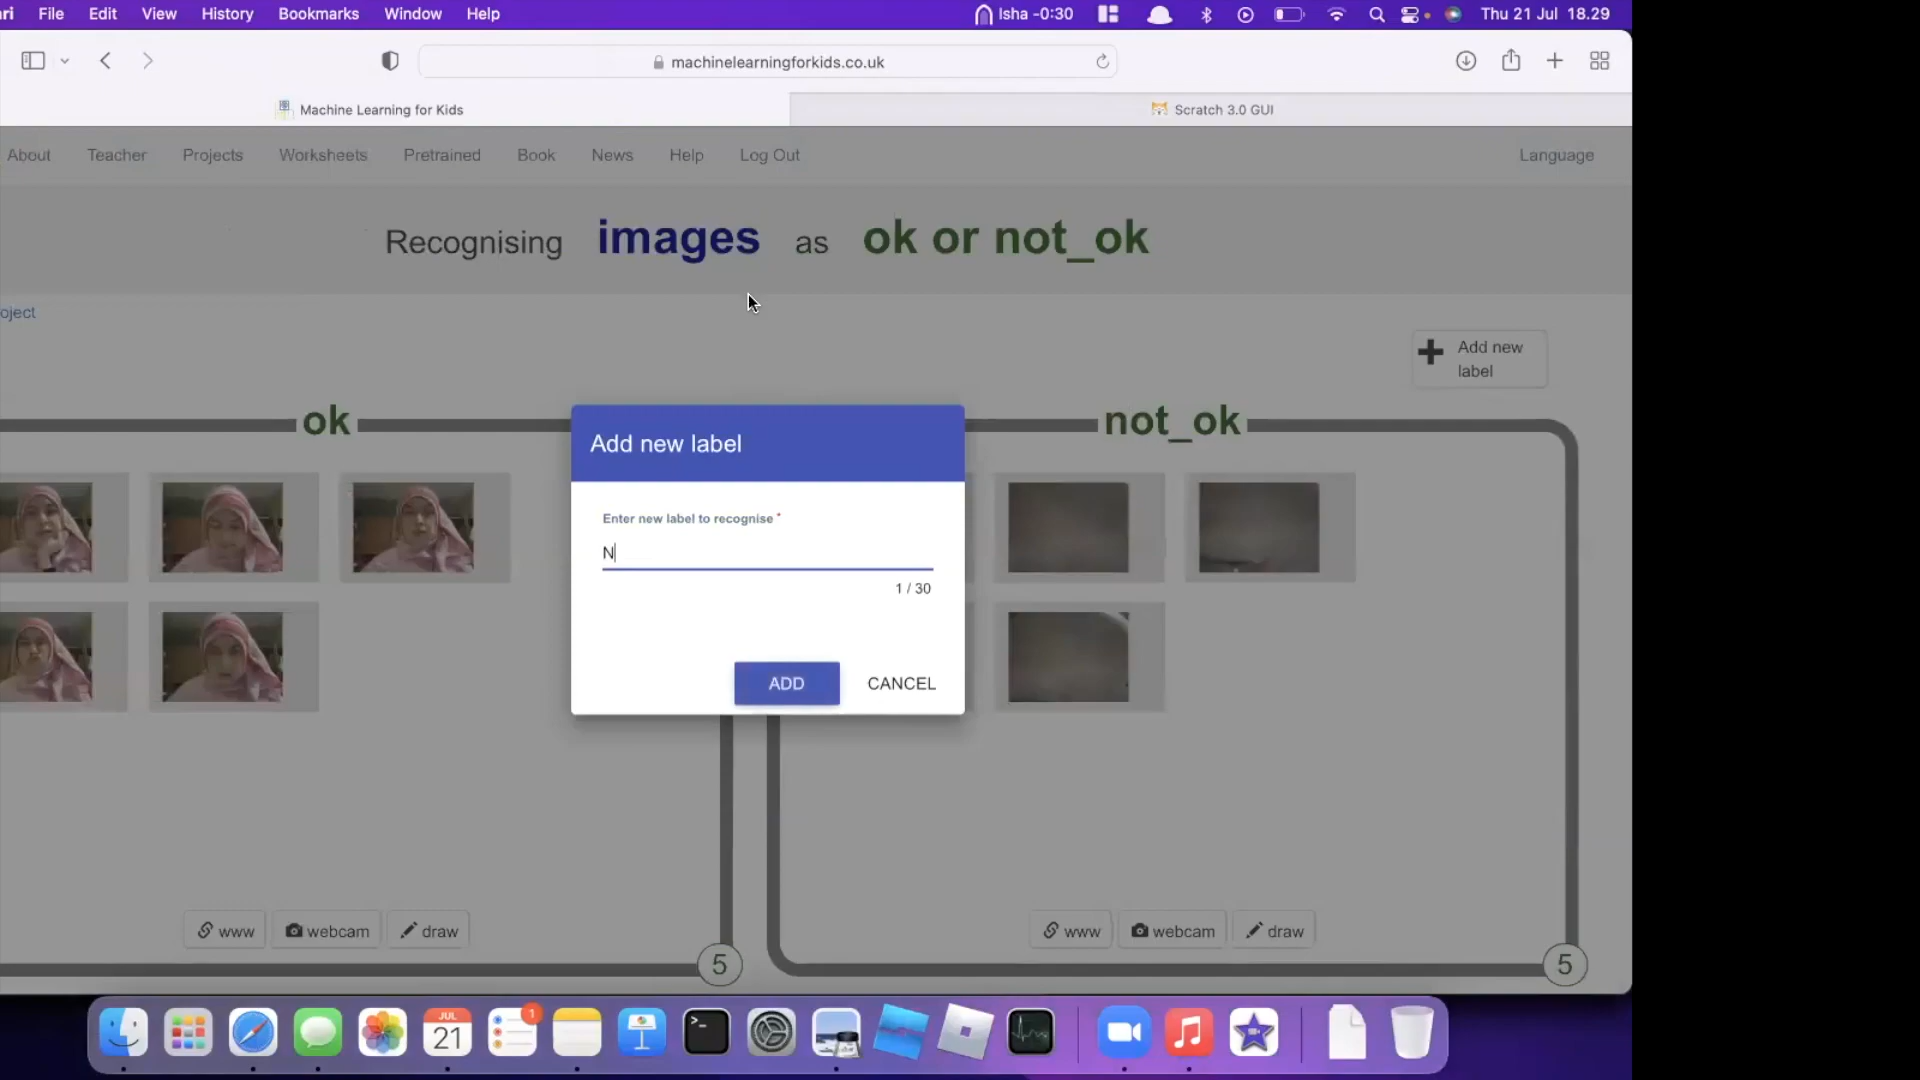 ri File Edit View History Bookmarks Window Help Isha -0:30 Thu 21 Jul 18.29
machinelearningforkids.co.uk
Machine Learning for Kids Scratch 3.0 GUI
About Teacher Projects Worksheets Pretrained Book News Help Log Out Language
Recognising images as ok or not_ok
oject
Add new
label
ok not_ok
Add new label
Enter new label to recognise *
N
1 / 30
ADD CANCEL
www webcam draw www webcam draw
5 5
JUL
21
1